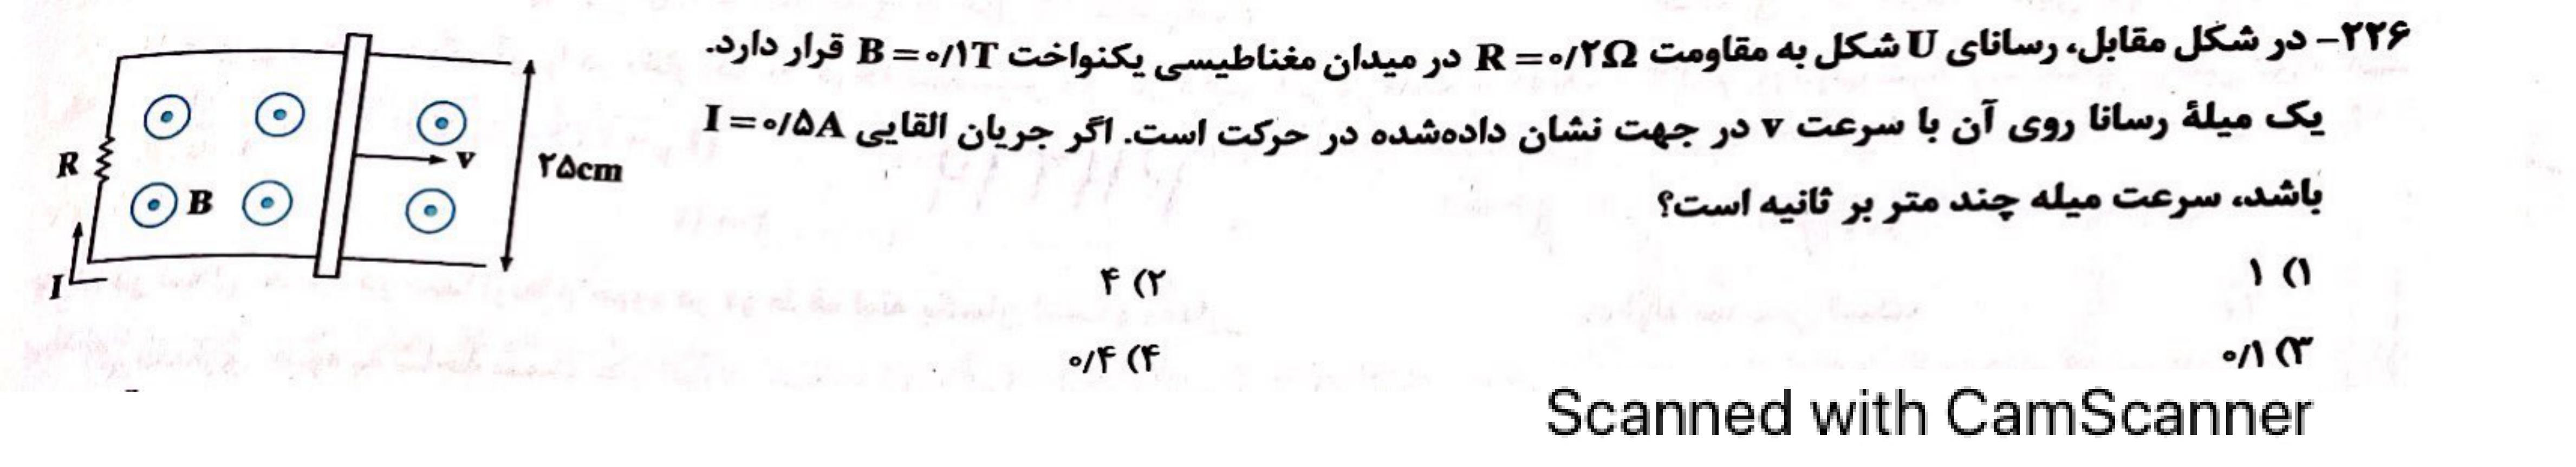 ۲۲۶- در شکل مقابل، رسانای U شکل به مقاومت R=۰/۲Ω در میدان مغناطیسی یکنواخت B=۰/۱T قرار دارد.
یک میلهٔ رسانا روی آن با سرعت v در جهت نشان داده‌شده در حرکت است. اگر جریان القایی I=۰/۵A
باشد، سرعت میله چند متر بر ثانیه است؟
۱) ۱
۲) ۴
۳) ۰/۱
۴) ۰/۴
R
B
v
۲۵cm
I
Scanned with CamScanner